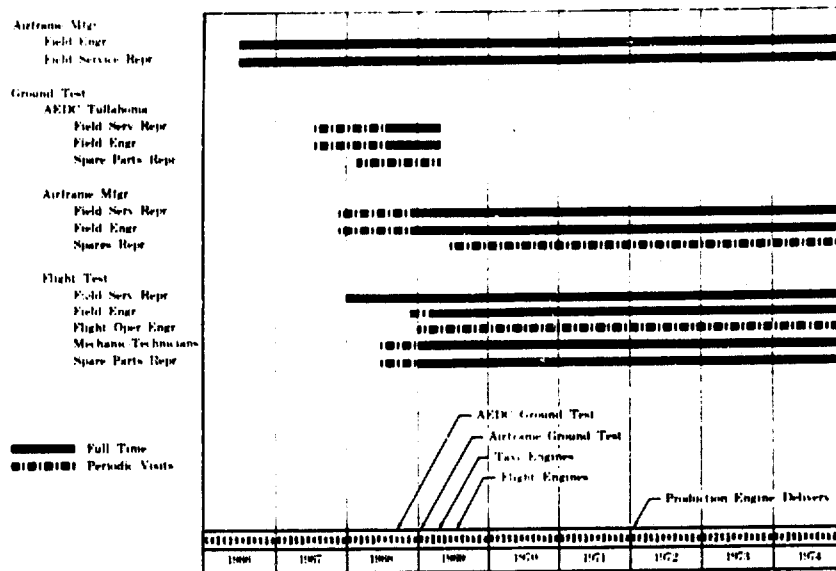 Airframe Mfgr
Field Engr
Field Service Repr
Ground Test
AEDC Tullahoma
Field Serv Repr
Field Engr
Spare Parts Repr
Airframe Mfgr
Field Serv Repr
Field Engr
Spares Repr
Flight Test
Field Serv Repr
Field Engr
Flight Oper Engr
Mechanic Technicians
Spare Parts Repr
AEDC Ground Test
Airframe Ground Test
Full Time
Taxi Engines
Periodic Visits
Flight Engines
Production Engine Delivery
1966 1967 1968 1969 1970 1971 1972 1973 1974